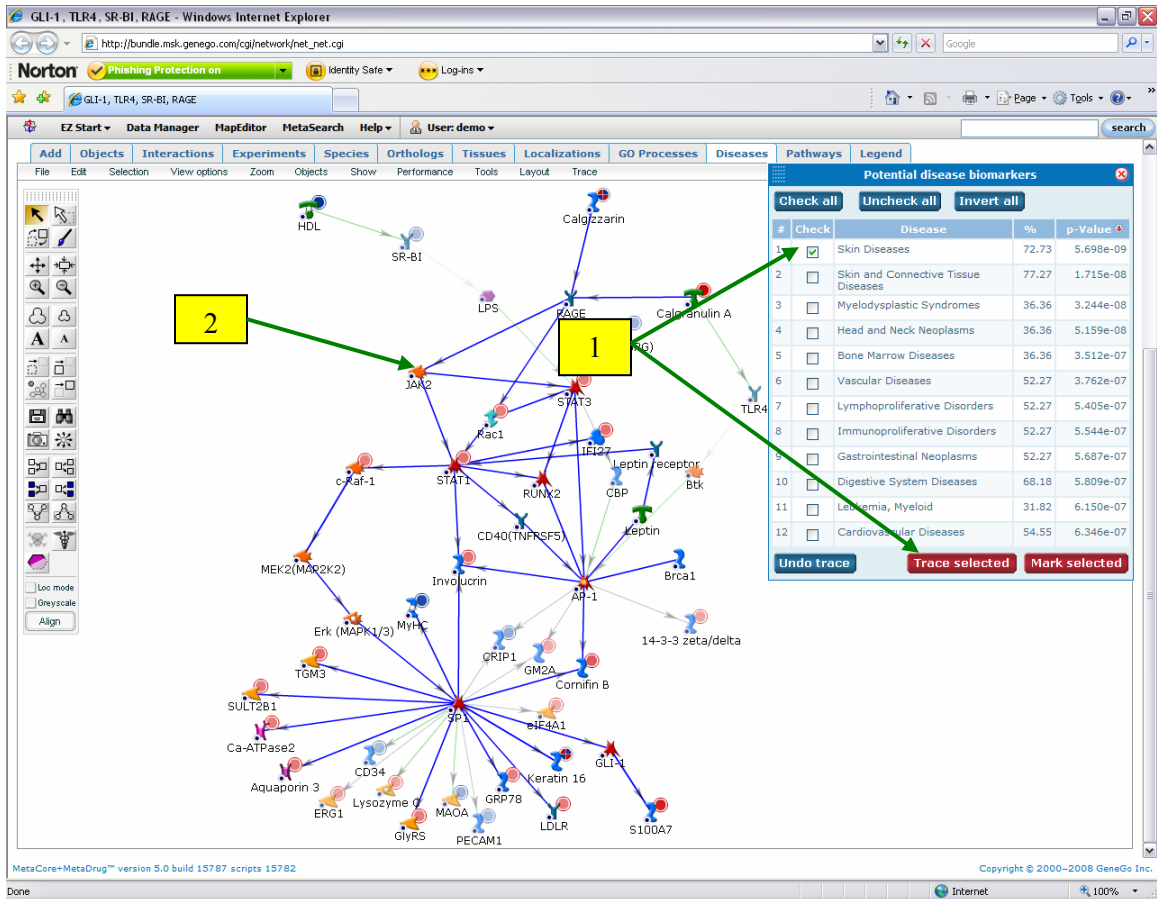 GLI-1, TLR4, SR-BI, RAGE - Windows Internet Explorer
http://bundle.msk.genego.com/cgi/network/net_net.cgi
Google
Norton Phishing Protection on Identity Safe Log-ins
GLI-1, TLR4, SR-BI, RAGE
Page Tools
EZ Start Data Manager MapEditor MetaSearch Help User: demo search
Add Objects Interactions Experiments Species Orthologs Tissues Localizations GO Processes Diseases Pathways Legend
File Edit Selection View options Zoom Objects Show Performance Tools Layout Trace
Potential disease biomarkers
Check all Uncheck all Invert all
# Check Disease % p-Value
1 Skin Diseases 72.73 5.698e-09
2 Skin and Connective Tissue Diseases 77.27 1.715e-08
3 Myelodysplastic Syndromes 36.36 3.244e-08
4 Head and Neck Neoplasms 36.36 5.159e-08
5 Bone Marrow Diseases 36.36 3.512e-07
6 Vascular Diseases 52.27 3.762e-07
7 Lymphoproliferative Disorders 52.27 5.405e-07
8 Immunoproliferative Disorders 52.27 5.544e-07
9 Gastrointestinal Neoplasms 52.27 5.687e-07
10 Digestive System Diseases 68.18 5.809e-07
11 Leukemia, Myeloid 31.82 6.150e-07
12 Cardiovascular Diseases 54.55 6.346e-07
Undo trace Trace selected Mark selected
HDL
Calgizzarin
SR-BI
LPS
RAGE
Calgranulin A
2
1
JAK2
STAT3
TLR4
Rac1
IFI27
Leptin receptor
c-Raf-1
STAT1
RUNX2
CBP
Btk
CD40(TNFRSF5)
Leptin
MEK2(MAP2K2)
Involucrin
Brca1
AP-1
Erk (MAPK1/3)
MyHC
14-3-3 zeta/delta
CRIP1
GM2A
TGM3
Cornifin B
SULT2B1
SP1
eIF4A1
Ca-ATPase2
GLI-1
CD34
Keratin 16
Aquaporin 3
Lysozyme C
GRP78
ERG1
MAOA
LDLR
S100A7
GlyRS
PECAM1
Loc mode
Greyscale
Align
MetaCore+MetaDrug™ version 5.0 build 15787 scripts 15782
Copyright © 2000-2008 GeneGo Inc.
Done
Internet
100%